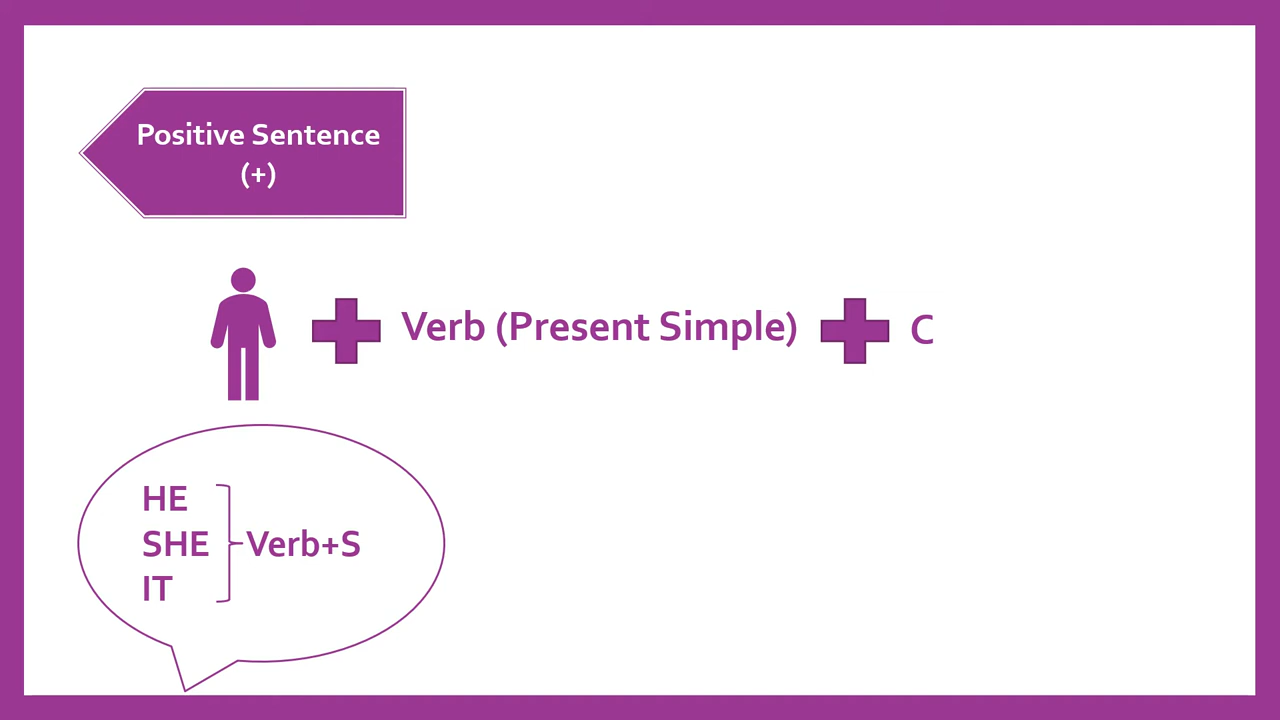 Positive Sentence
(+)
Verb (Present Simple)
C
HE
SHE
IT
Verb+S